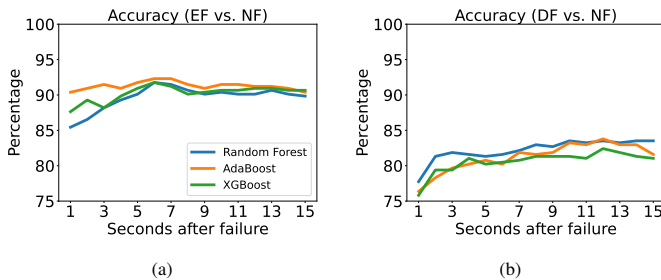 Accuracy (EF vs. NF)
100
95
90
85
80
75
Percentage
1 3 5 7 9 11 13 15
Seconds after failure
Random Forest
AdaBoost
XGBoost
(a)
Accuracy (DF vs. NF)
100
95
90
85
80
75
Percentage
1 3 5 7 9 11 13 15
Seconds after failure
(b)